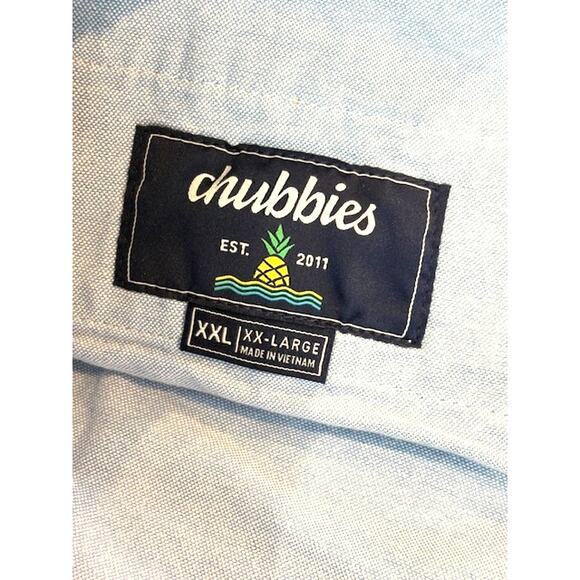 chubbies
EST. 2011
XXL XX-LARGE
MADE IN VIETNAM